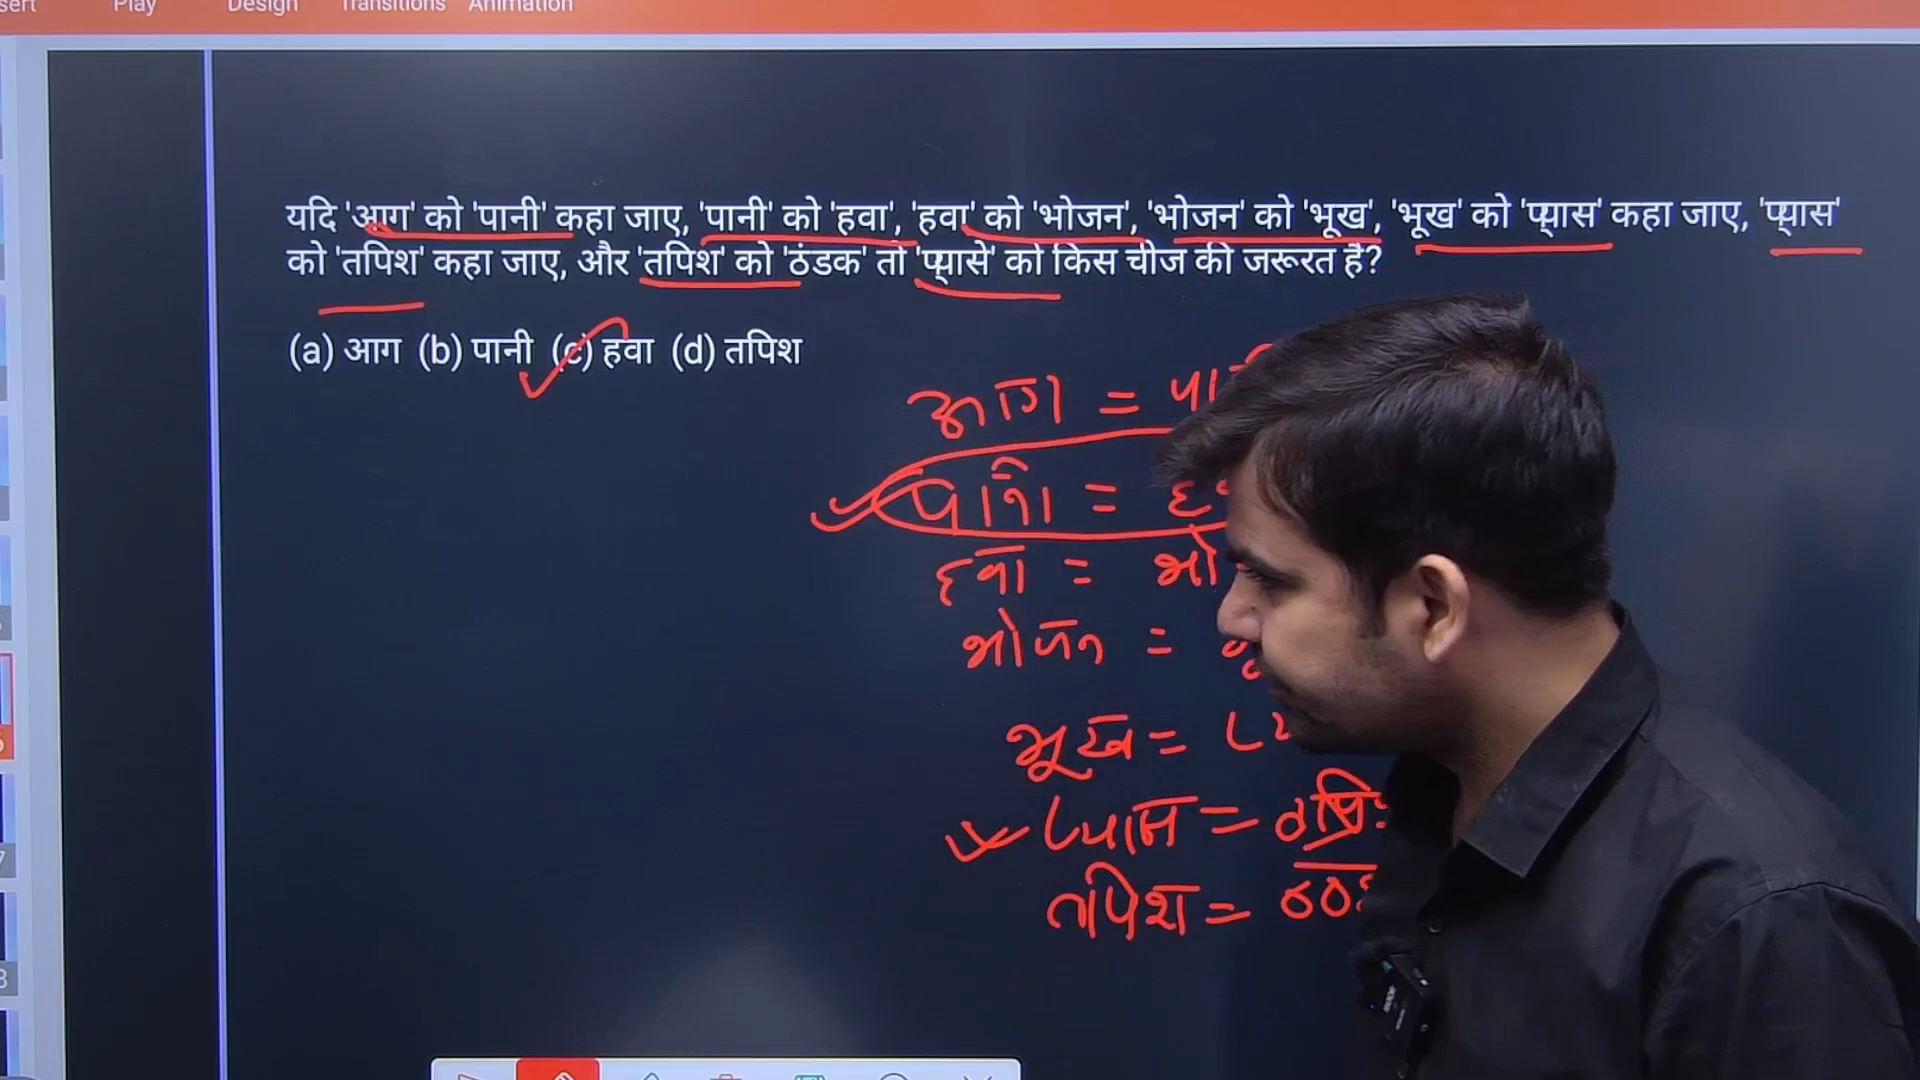 Play Design Transitions Animation
यदि 'आग' को 'पानी' कहा जाए, 'पानी' को 'हवा', 'हवा' को 'भोजन', 'भोजन' को 'भूख', 'भूख' को 'प्यास' कहा जाए, 'प्यास'
को 'तपिश' कहा जाए, और 'तपिश' को 'ठंडक' तो 'प्यासे' को किस चीज की जरूरत है?
(a) आग (b) पानी (c) हवा (d) तपिश
आग =
पानी =
हवा =
भोजन =
भूख =
प्यास =
तपिश =